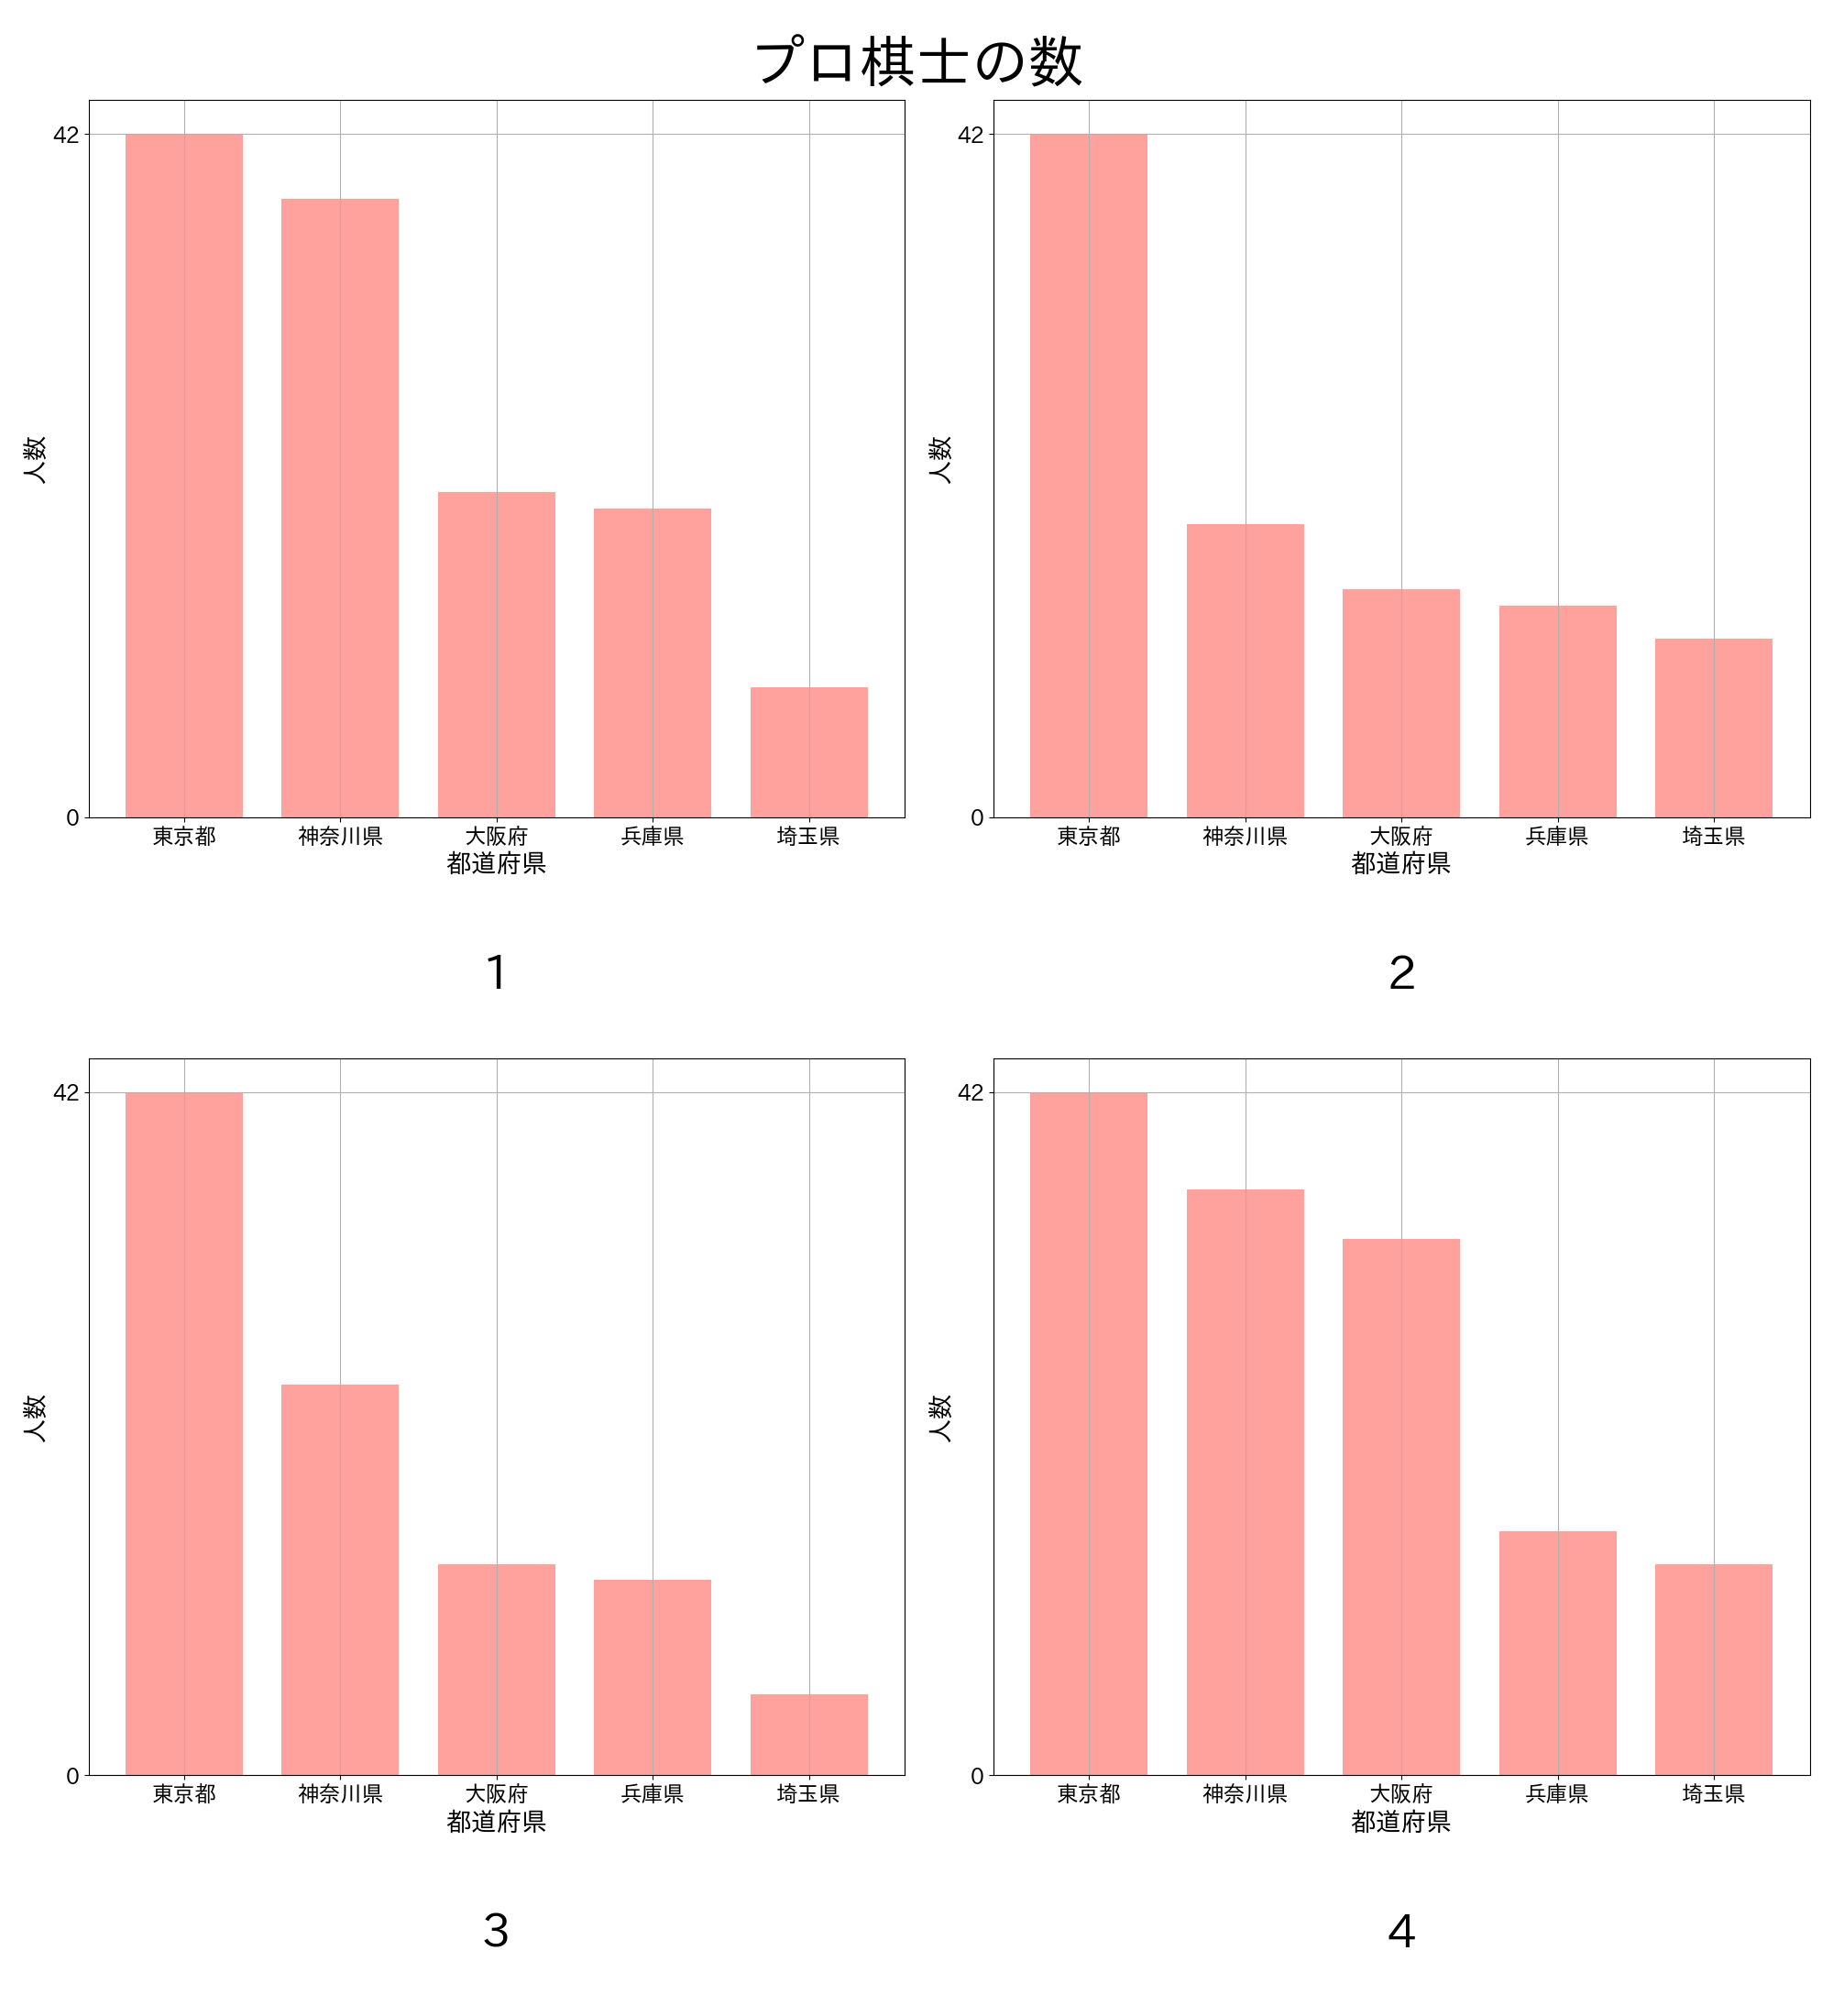 プロ棋士の数
42
人数
0
東京都 神奈川県 大阪府 兵庫県 埼玉県
都道府県
1
42
人数
0
東京都 神奈川県 大阪府 兵庫県 埼玉県
都道府県
2
42
人数
0
東京都 神奈川県 大阪府 兵庫県 埼玉県
都道府県
3
42
人数
0
東京都 神奈川県 大阪府 兵庫県 埼玉県
都道府県
4